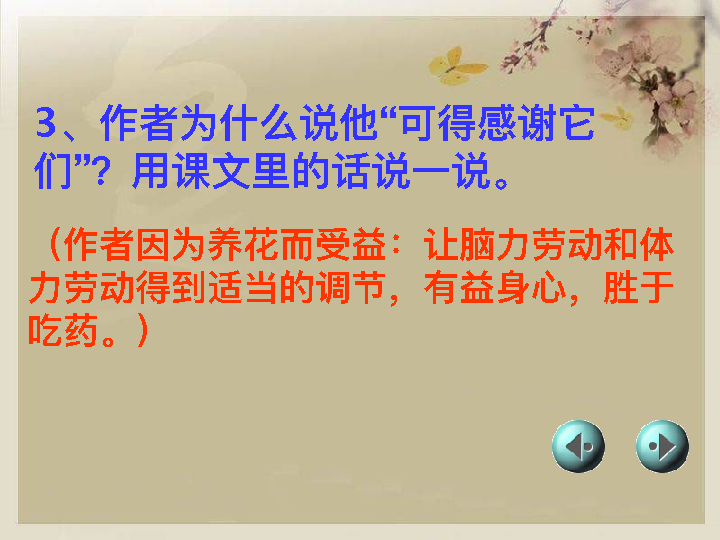 3、作者为什么说他“可得感谢它
们”？用课文里的话说一说。
（作者因为养花而受益：让脑力劳动和体
力劳动得到适当的调节，有益身心，胜于
吃药。）